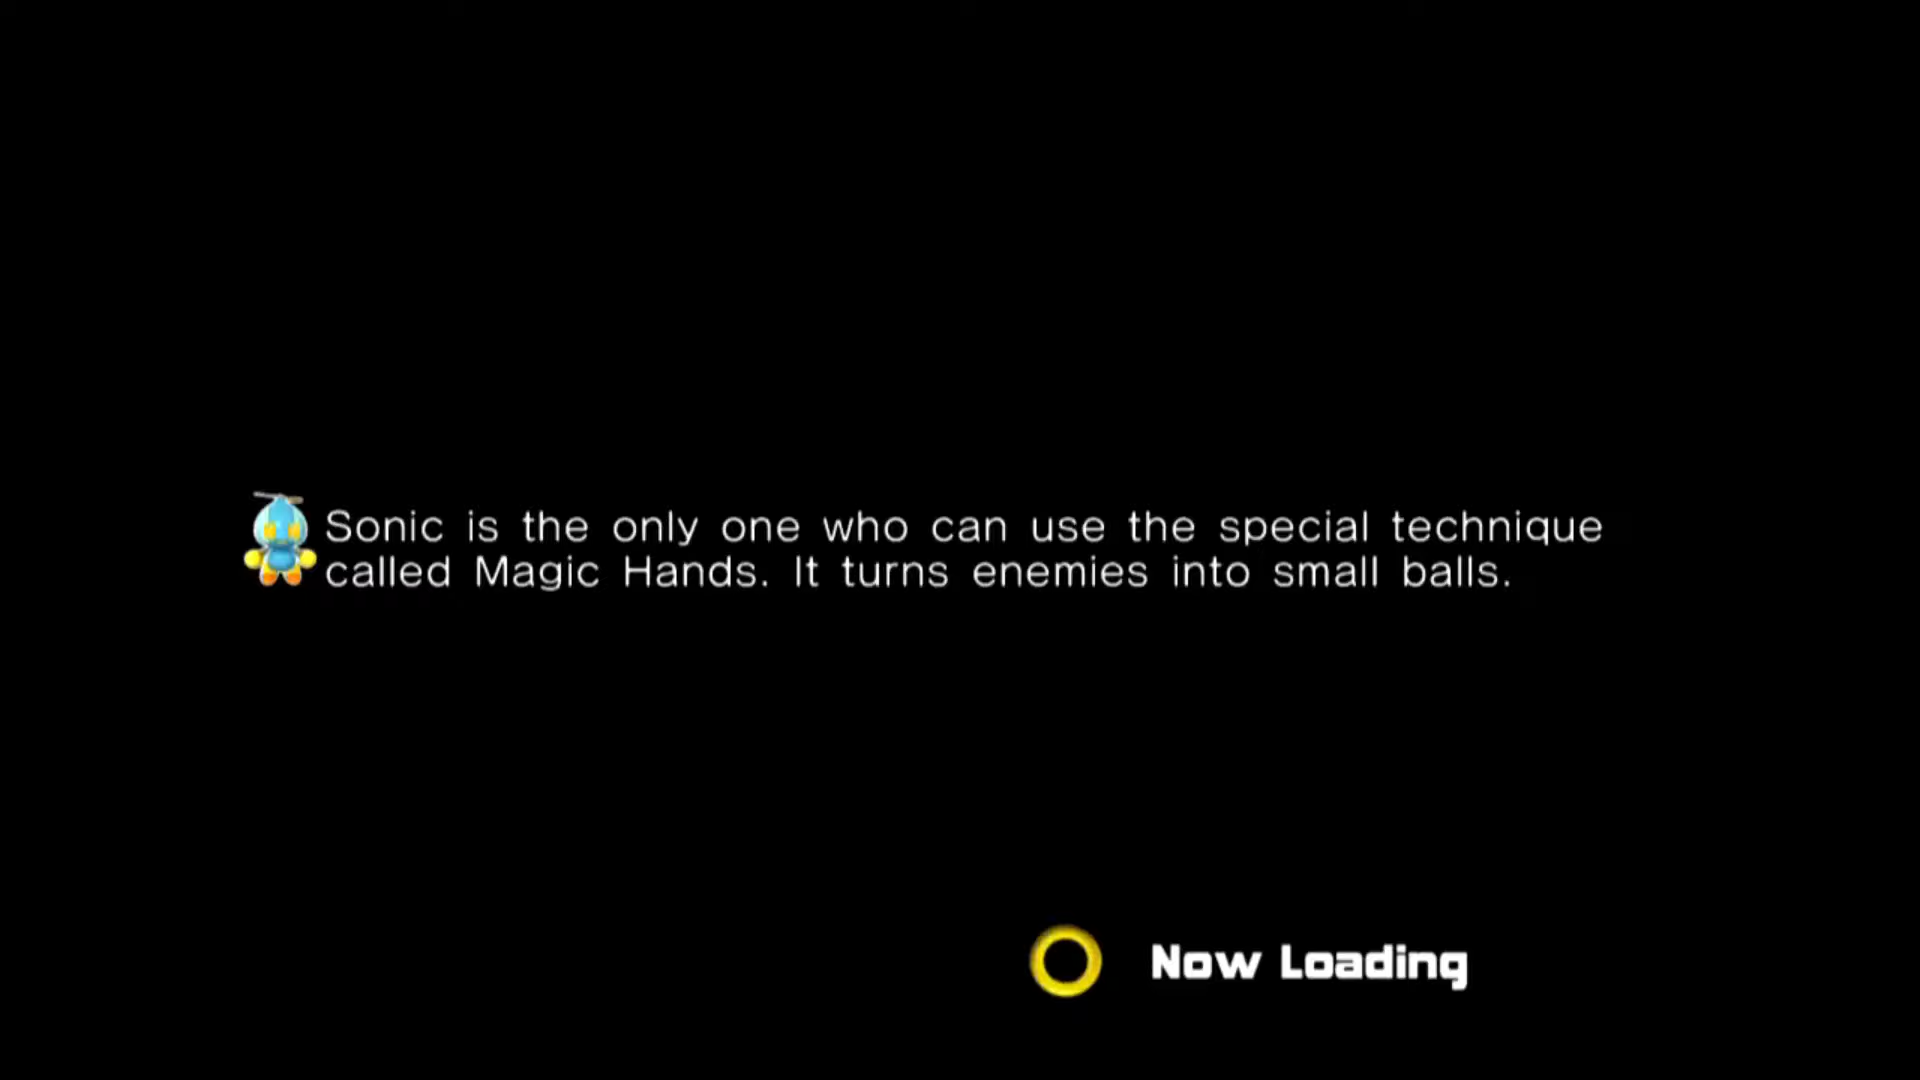 Sonic is the only one who can use the special technique
called Magic Hands. It turns enemies into small balls.
Now Loading